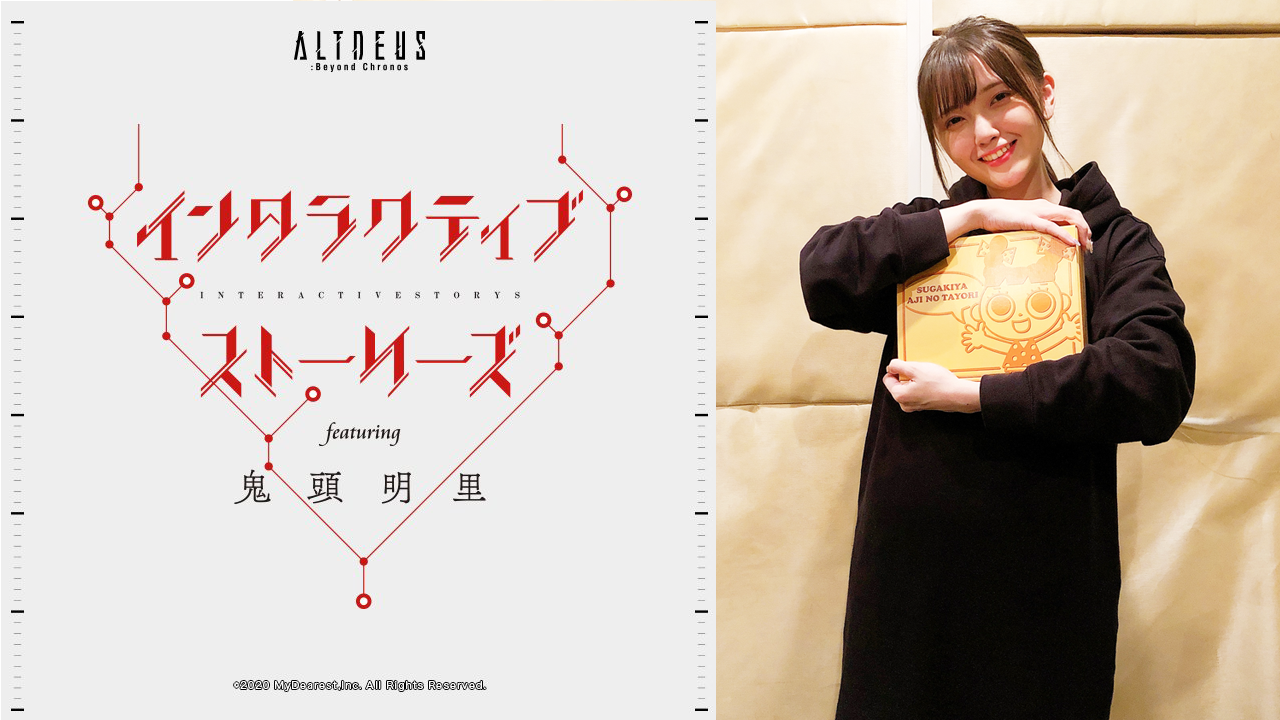 ALTDEUS
:Beyond Chronos
インタラクティブ
INTERACTIVESTORYS
ストーリーズ
featuring
鬼頭明里
MyDearest,Inc. All Rights Reserved.
SUGAKIYA
AJI NO TAYORI